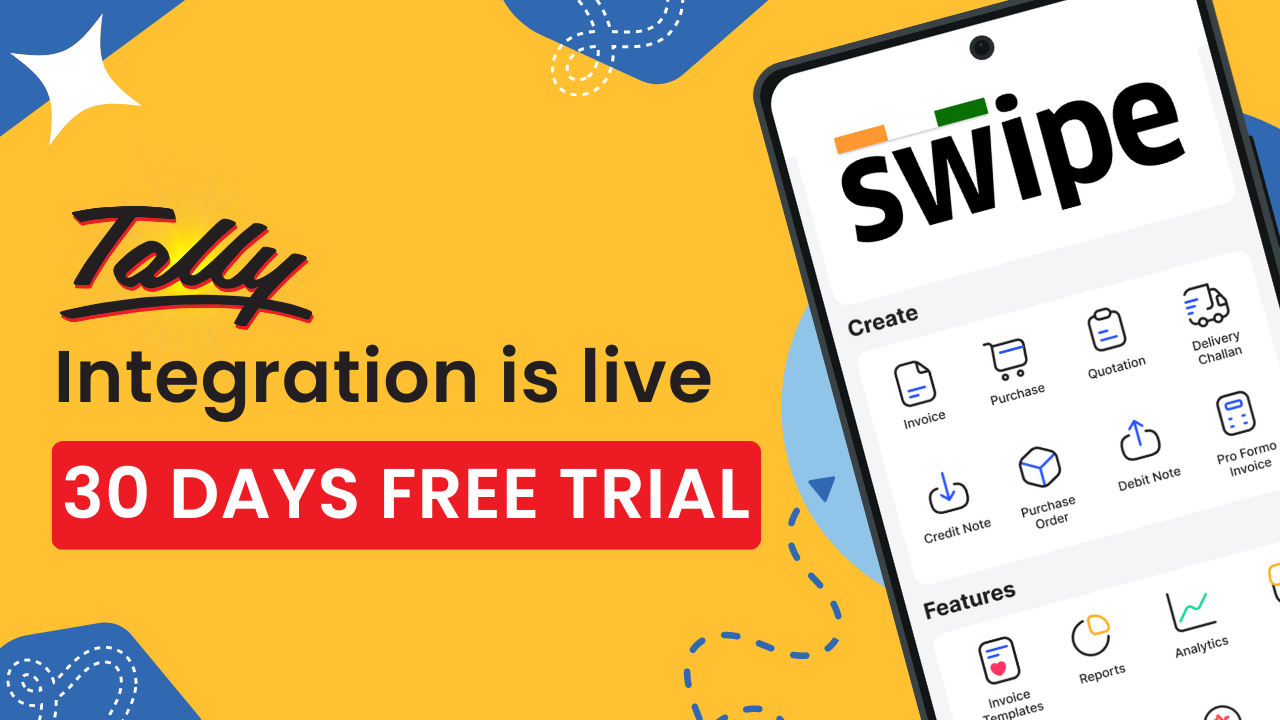 Tally
Integration is live
30 DAYS FREE TRIAL
swipe
Create
Invoice
Purchase
Quotation
Delivery
Challan
Credit Note
Purchase
Order
Debit Note
Pro Formo
Invoice
Features
Invoice
Templates
Reports
Analytics